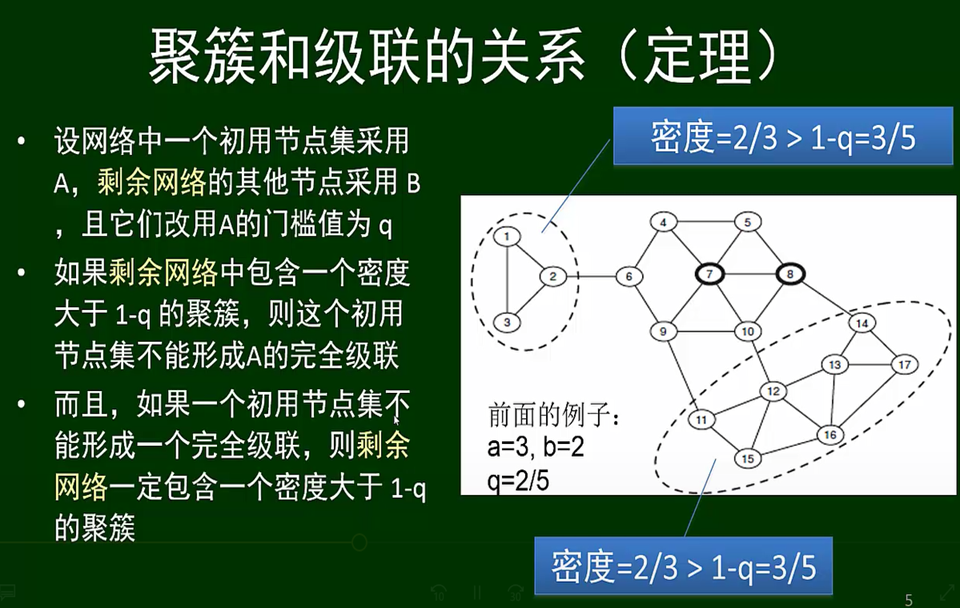 聚簇和级联的关系（定理）
• 设网络中一个初用节点集采用
A，剩余网络的其他节点采用 B
，且它们改用A的门槛值为 q
• 如果剩余网络中包含一个密度
大于 1-q 的聚簇，则这个初用
节点集不能形成A的完全级联
• 而且，如果一个初用节点集不
能形成一个完全级联，则剩余
网络一定包含一个密度大于 1-q
的聚簇
密度=2/3 > 1-q=3/5
1
2
3
4
5
6
7
8
9
10
14
13
17
12
11
16
15
前面的例子：
a=3, b=2
q=2/5
密度=2/3 > 1-q=3/5
5